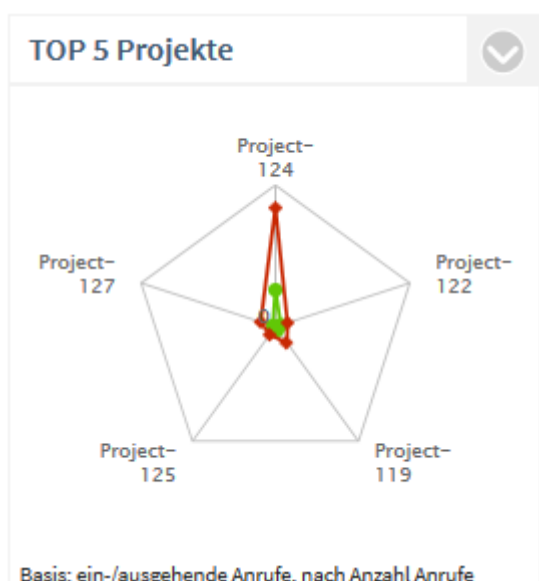 TOP 5 Projekte
Project-
124
Project-
127
Project-
122
0
Project-
125
Project-
119
Basis: ein-/ausgehende Anrufe, nach Anzahl Anrufe